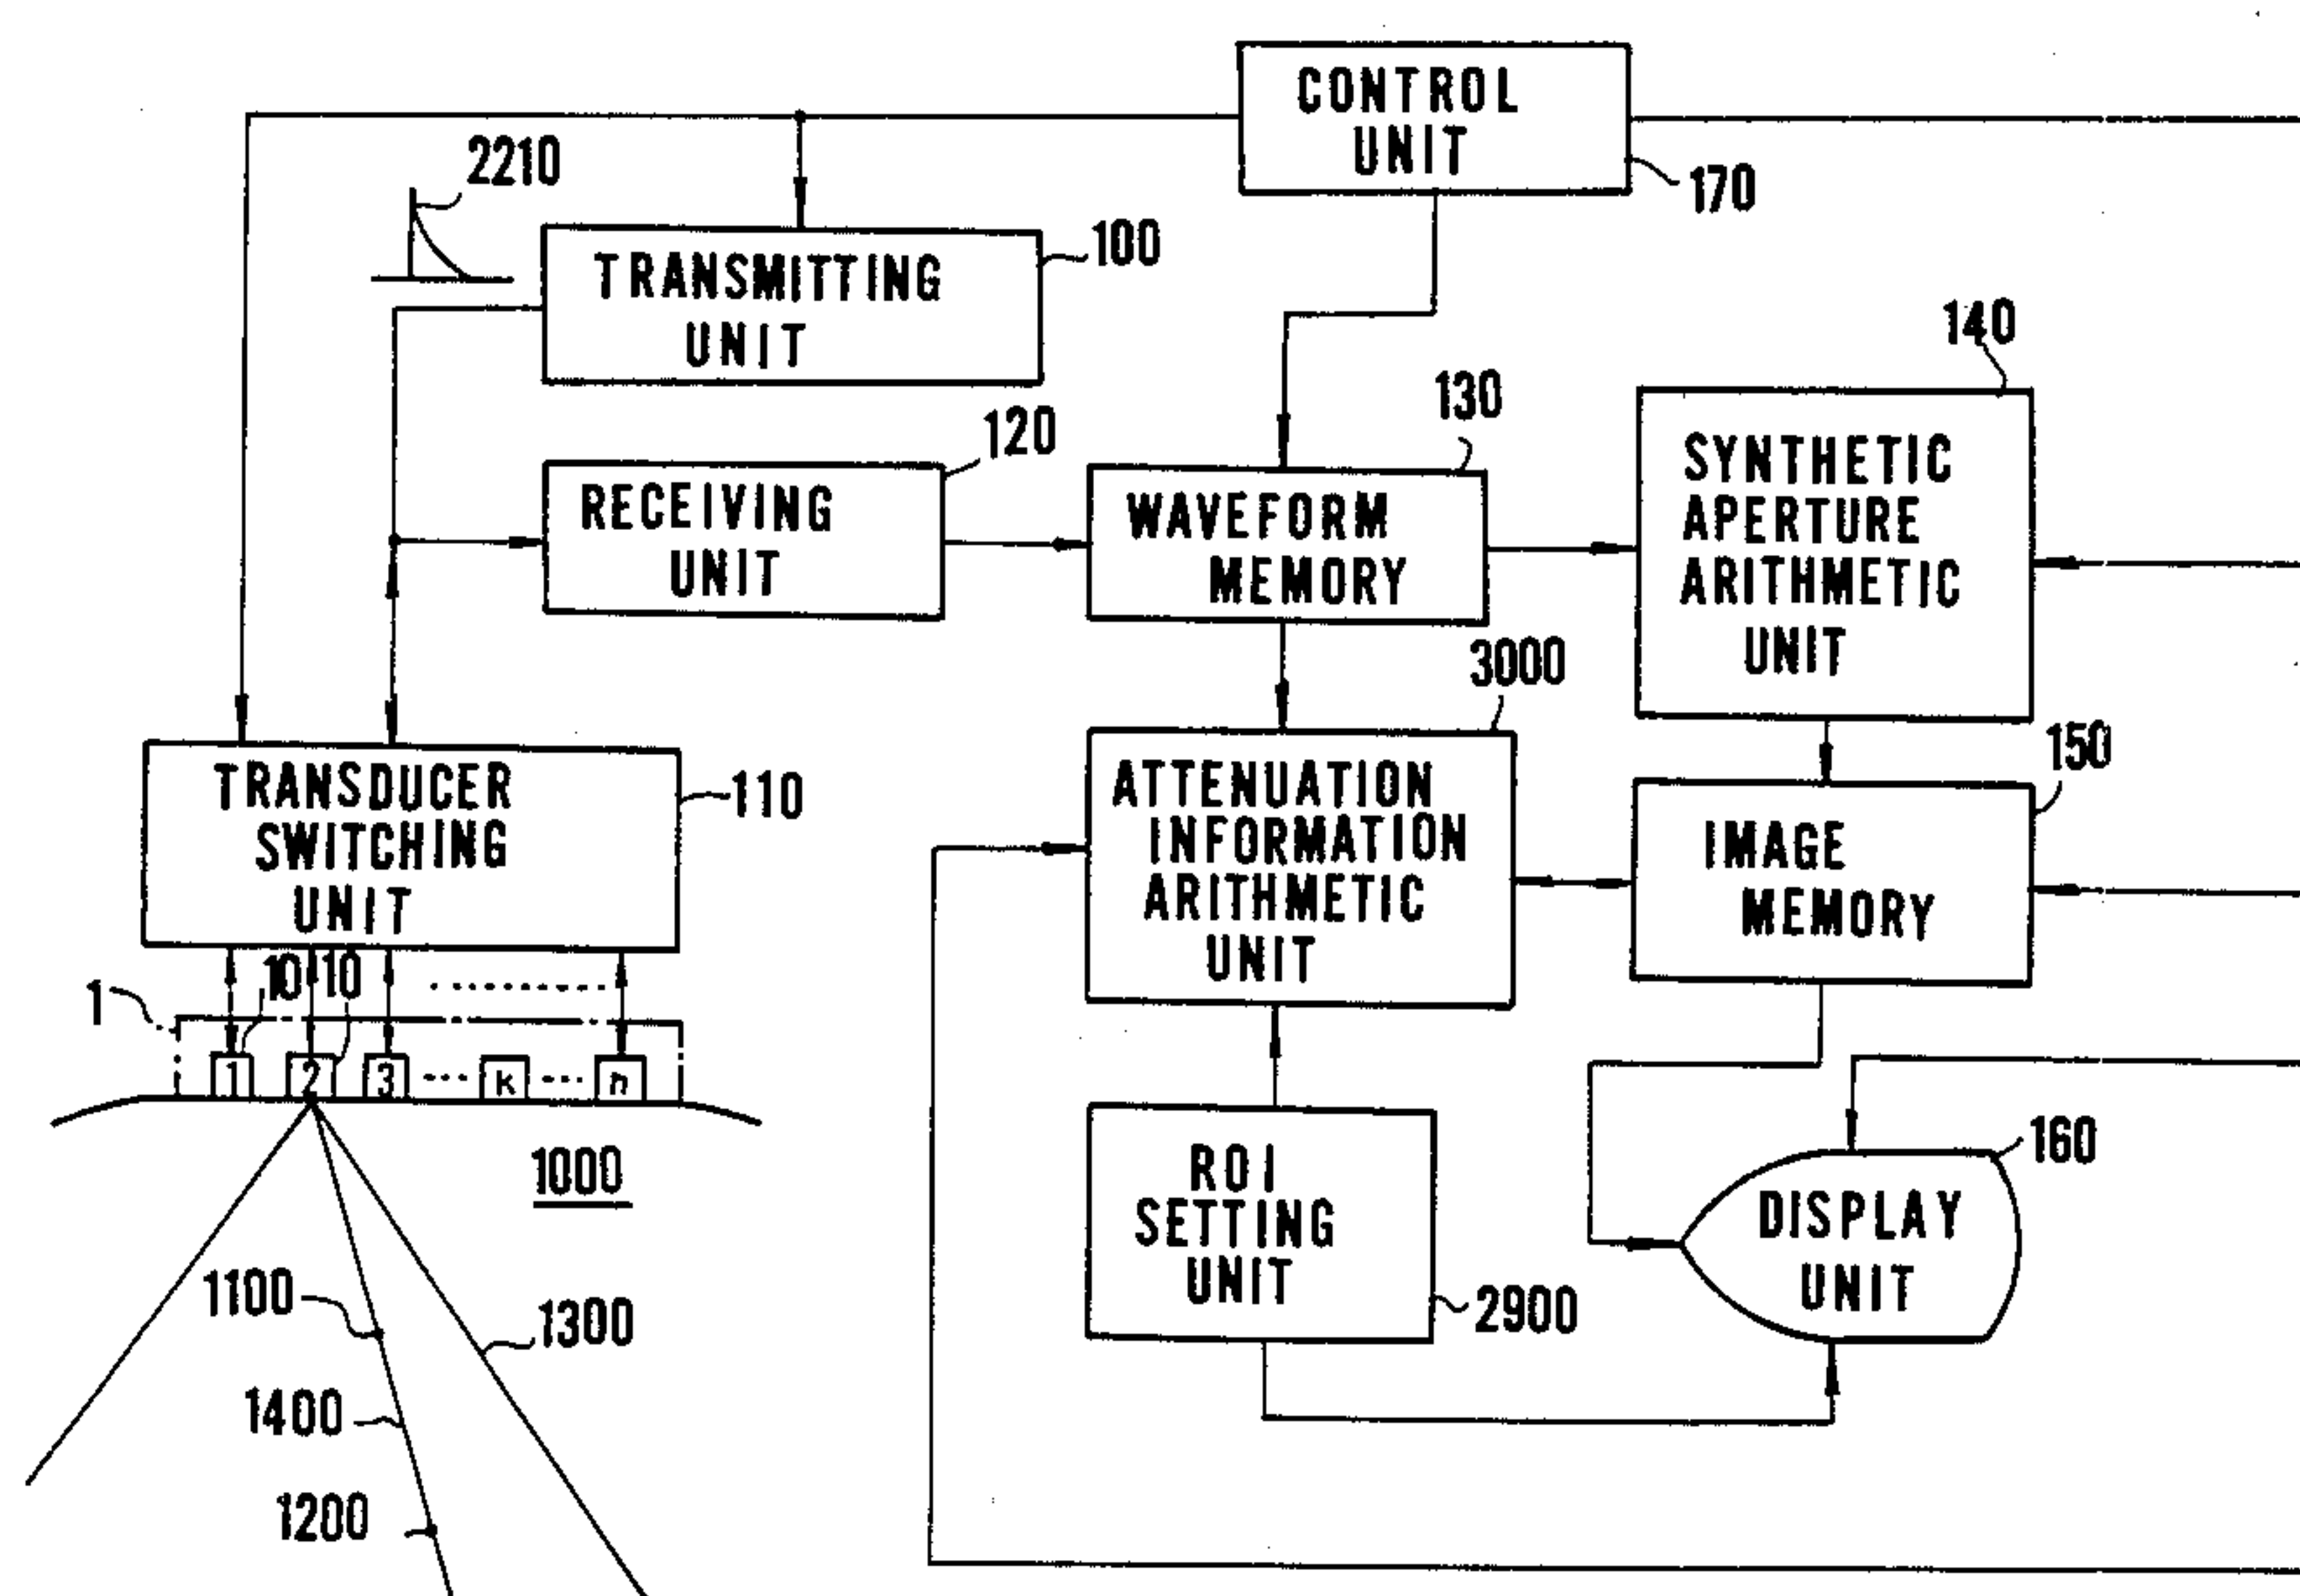 CONTROL
UNIT
170
2210
TRANSMITTING
UNIT
100
140
130
120
RECEIVING
UNIT
WAVEFORM
MEMORY
SYNTHETIC
APERTURE
ARITHMETIC
UNIT
3000
150
TRANSDUCER
SWITCHING
UNIT
110
ATTENUATION
INFORMATION
ARITHMETIC
UNIT
IMAGE
MEMORY
10 10
1
1 2 3 ... k ... n
1000
ROI
SETTING
UNIT
2900
160
DISPLAY
UNIT
1100
1300
1400
1200